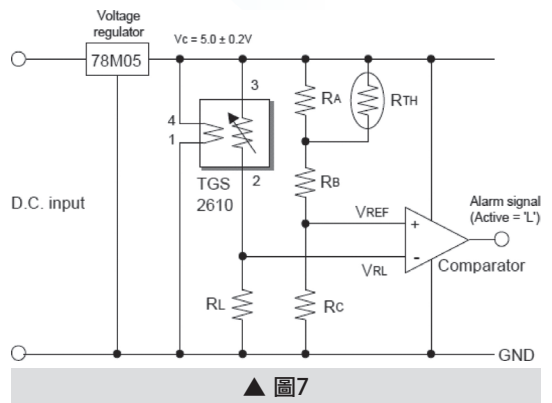 Voltage
regulator
78M05
Vc = 5.0 ± 0.2V
3
4
1
2
TGS
2610
RA
RTH
RB
D.C. input
VREF
VRL
+
-
Alarm signal
(Active = 'L')
Comparator
RL
RC
GND
▲ 圖7